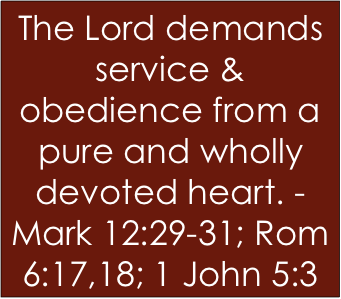 The Lord demands
service &
obedience from a
pure and wholly
devoted heart. -
Mark 12:29-31; Rom
6:17,18; 1 John 5:3